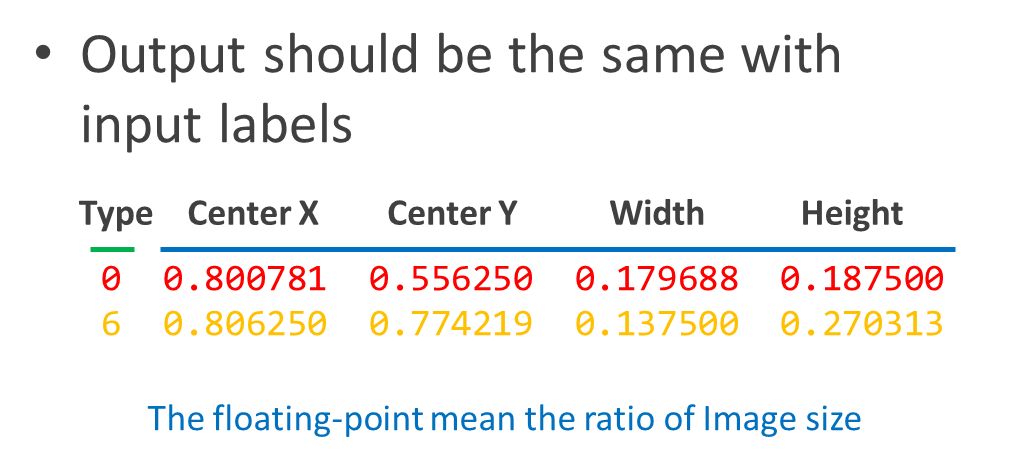 • Output should be the same with
input labels
Type Center X Center Y Width Height
0 0.800781 0.556250 0.179688 0.187500
6 0.806250 0.774219 0.137500 0.270313
The floating-point mean the ratio of Image size